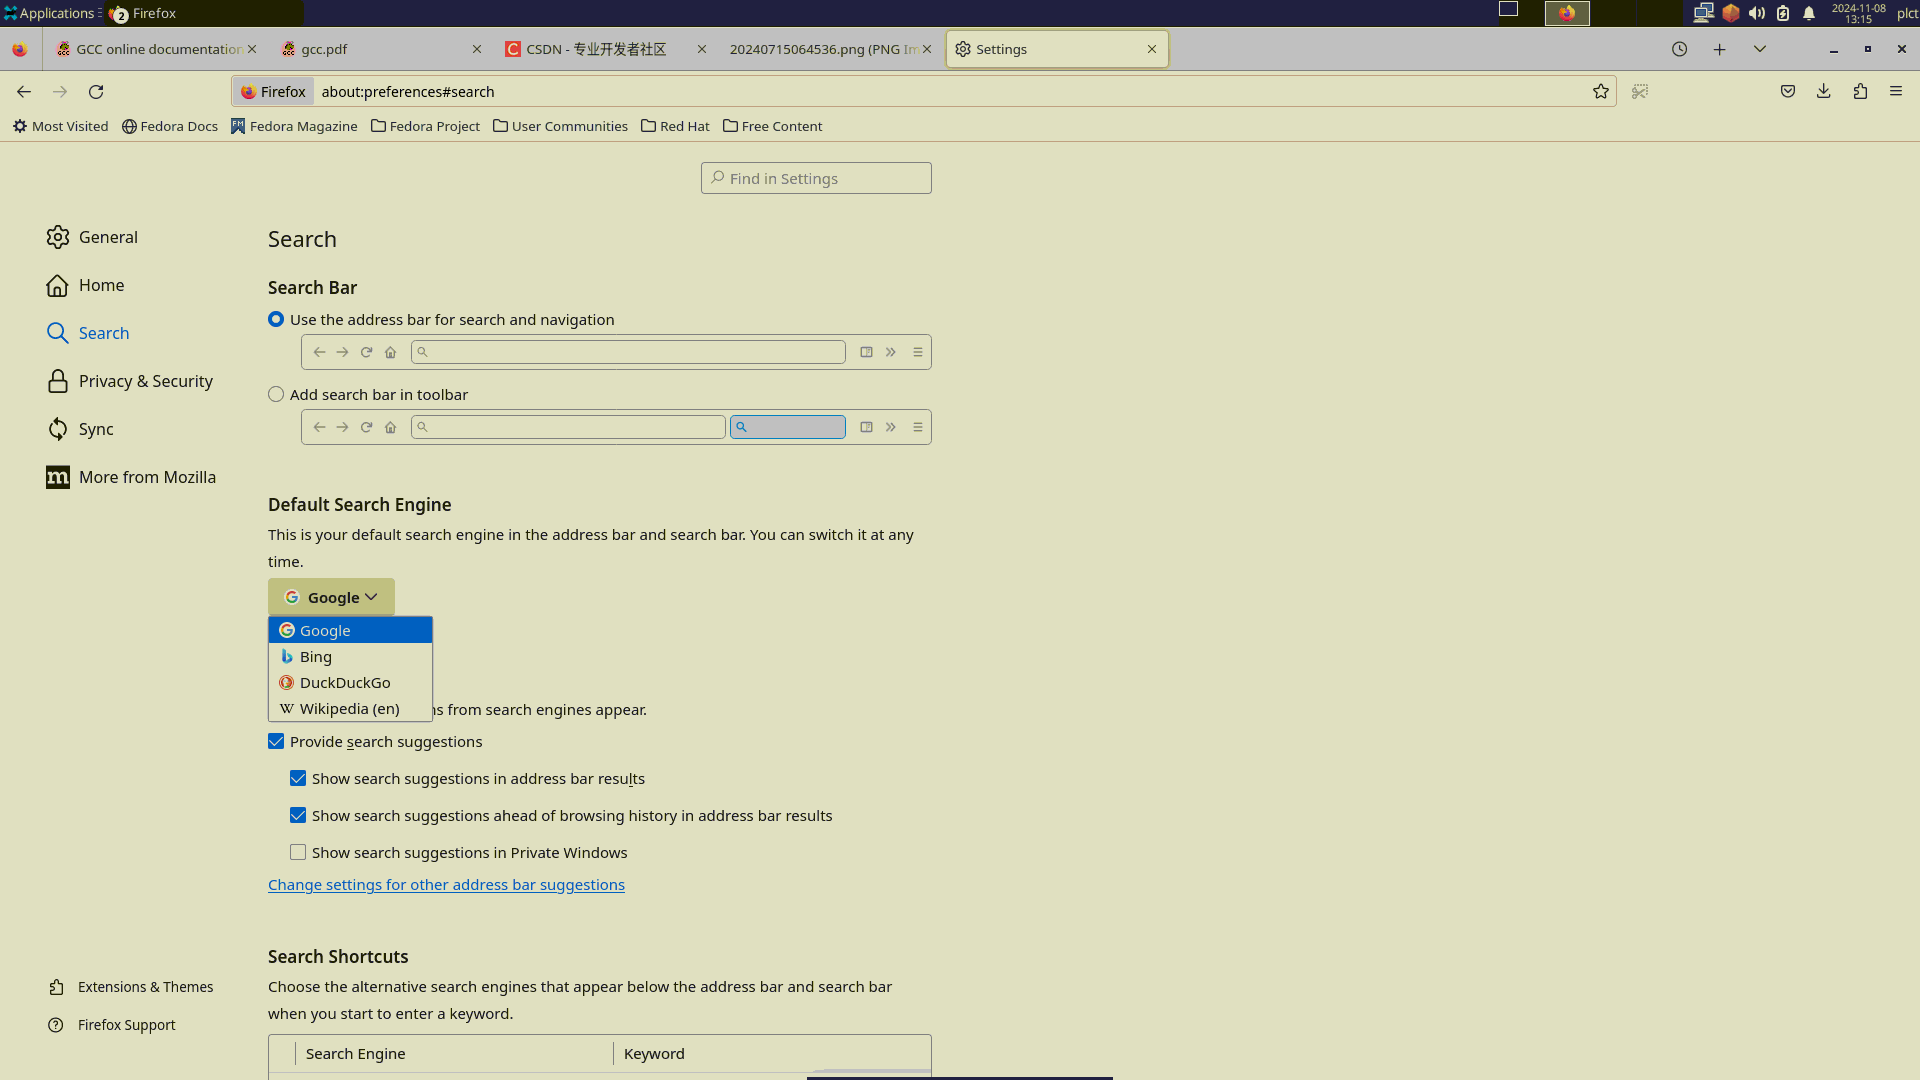 Applications
2 Firefox
2024-11-08
13:15
plct
GCC online documentation
gcc.pdf
CSDN - 专业开发者社区
20240715064536.png (PNG Im
Settings
Firefox about:preferences#search
Most Visited Fedora Docs Fedora Magazine Fedora Project User Communities Red Hat Free Content
Find in Settings
General
Home
Search
Privacy & Security
Sync
More from Mozilla
Extensions & Themes
Firefox Support
Search
Search Bar
Use the address bar for search and navigation
Add search bar in toolbar
Default Search Engine
This is your default search engine in the address bar and search bar. You can switch it at any
time.
Google
Google
Bing
DuckDuckGo
Wikipedia (en)
ns from search engines appear.
Provide search suggestions
Show search suggestions in address bar results
Show search suggestions ahead of browsing history in address bar results
Show search suggestions in Private Windows
Change settings for other address bar suggestions
Search Shortcuts
Choose the alternative search engines that appear below the address bar and search bar
when you start to enter a keyword.
Search Engine Keyword